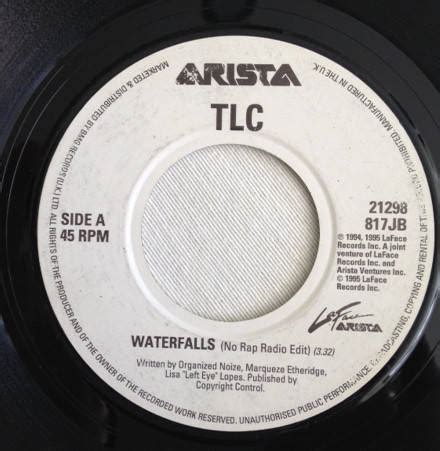 ARISTA
TLC
SIDE A
45 RPM
21298
817JB
℗ 1994, 1995 LaFace
Records Inc. A joint
venture of LaFace
Records Inc. and
Arista Ventures Inc.
© 1995 LaFace
Records Inc.
LaFace
ARISTA
WATERFALLS (No Rap Radio Edit) (3.32)
Written by Organized Noize, Marqueze Etheridge,
Lisa "Left Eye" Lopes. Published by
Copyright Control.
MARKETED & DISTRIBUTED BY BMG RECORDS (U.K.) LTD. ALL RIGHTS OF THE PRODUCER AND OF THE OWNER OF THE RECORDED WORK RESERVED. UNAUTHORISED PUBLIC PERFORMANCE, BROADCASTING, COPYING AND RENTAL OF PROHIBITED. MANUFACTURED IN THE U.K.